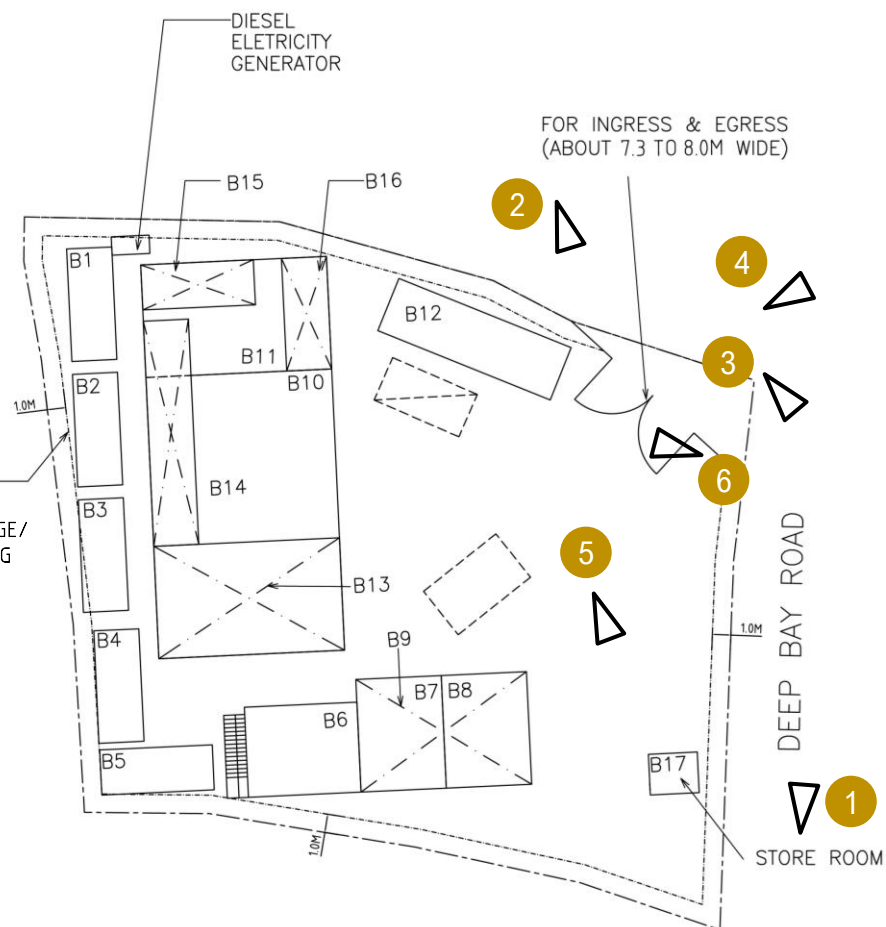 DIESEL
ELETRICITY
GENERATOR
FOR INGRESS & EGRESS
(ABOUT 7.3 TO 8.0M WIDE)
B15
B16
2
4
B1
B12
3
B11
B10
B2
1.0M
6
B14
B3
GE/
G
5
B13
DEEP BAY ROAD
1.0M
B4
B9
B7
B8
B6
B5
B17
1
1.0M
STORE ROOM